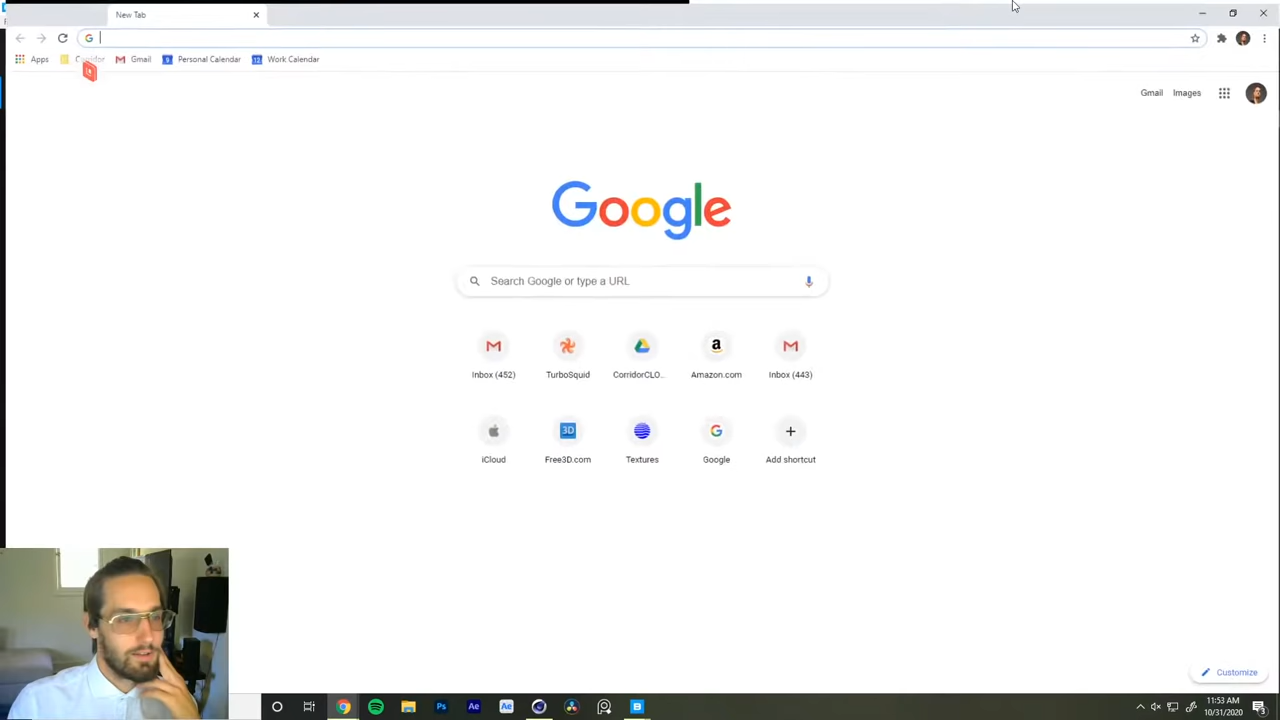 New Tab
Apps
Corridor
Gmail
Personal Calendar
Work Calendar
Gmail
Images
Google
Search Google or type a URL
Inbox (452)
TurboSquid
CorridorCLO...
Amazon.com
Inbox (443)
iCloud
Free3D.com
Textures
Google
Add shortcut
Customize
11:53 AM
10/31/2020